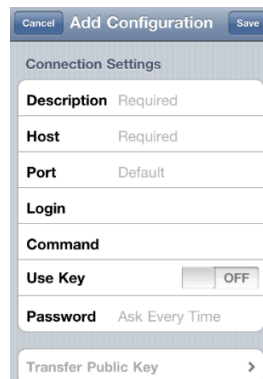 Cancel Add Configuration Save
Connection Settings
Description Required
Host Required
Port Default
Login
Command
Use Key OFF
Password Ask Every Time
Transfer Public Key